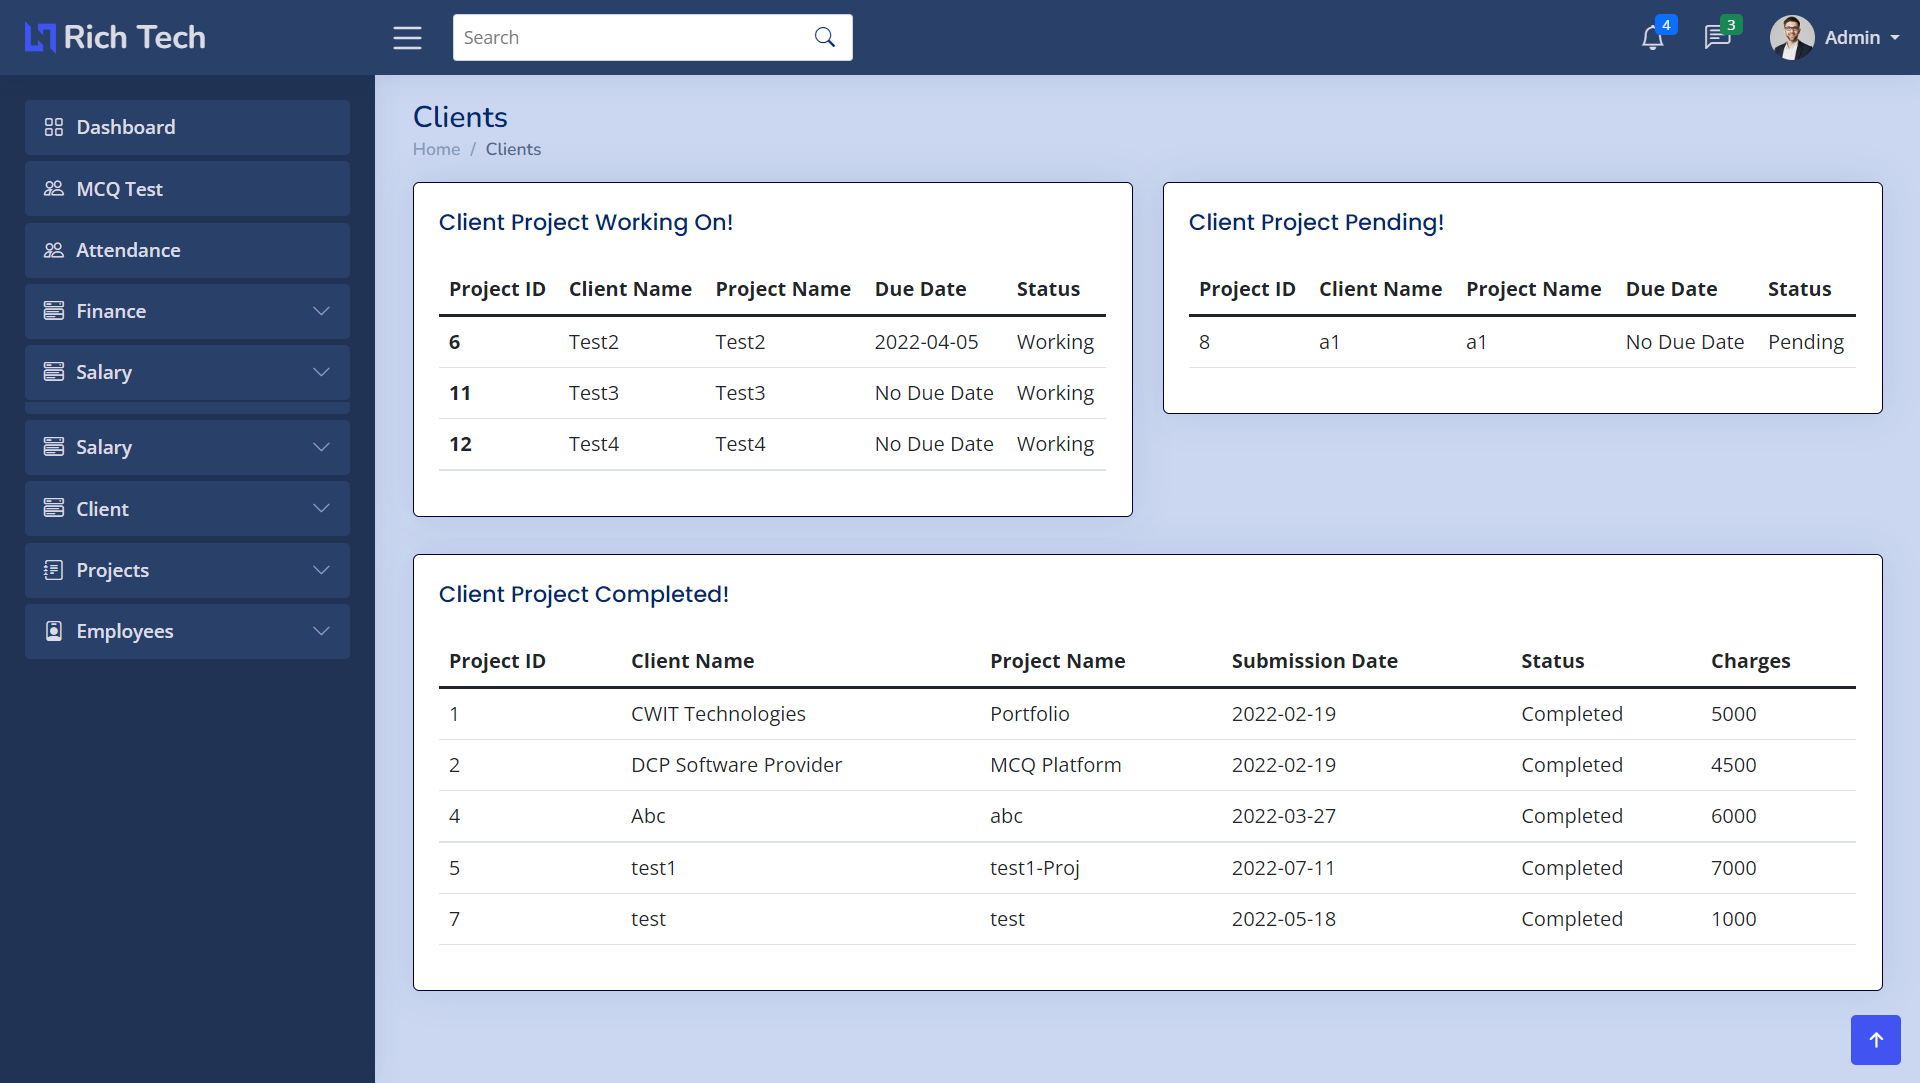 Rich Tech
Search
4
3
Admin
Dashboard
MCQ Test
Attendance
Finance
Salary
Salary
Client
Projects
Employees
Clients
Home / Clients
Client Project Working On!
Project ID Client Name Project Name Due Date Status
6 Test2 Test2 2022-04-05 Working
11 Test3 Test3 No Due Date Working
12 Test4 Test4 No Due Date Working
Client Project Pending!
Project ID Client Name Project Name Due Date Status
8 a1 a1 No Due Date Pending
Client Project Completed!
Project ID Client Name Project Name Submission Date Status Charges
1 CWIT Technologies Portfolio 2022-02-19 Completed 5000
2 DCP Software Provider MCQ Platform 2022-02-19 Completed 4500
4 Abc abc 2022-03-27 Completed 6000
5 test1 test1-Proj 2022-07-11 Completed 7000
7 test test 2022-05-18 Completed 1000